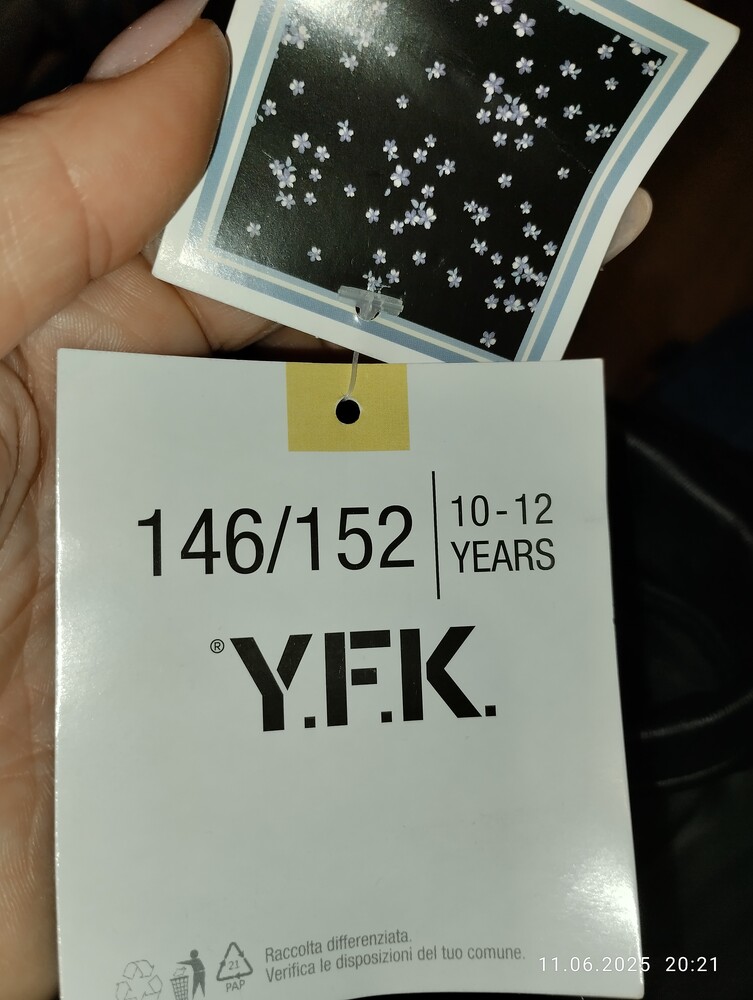 146/152
10-12
YEARS
® Y.F.K.
21
PAP
Raccolta differenziata.
Verifica le disposizioni del tuo comune.
11.06.2025 20:21